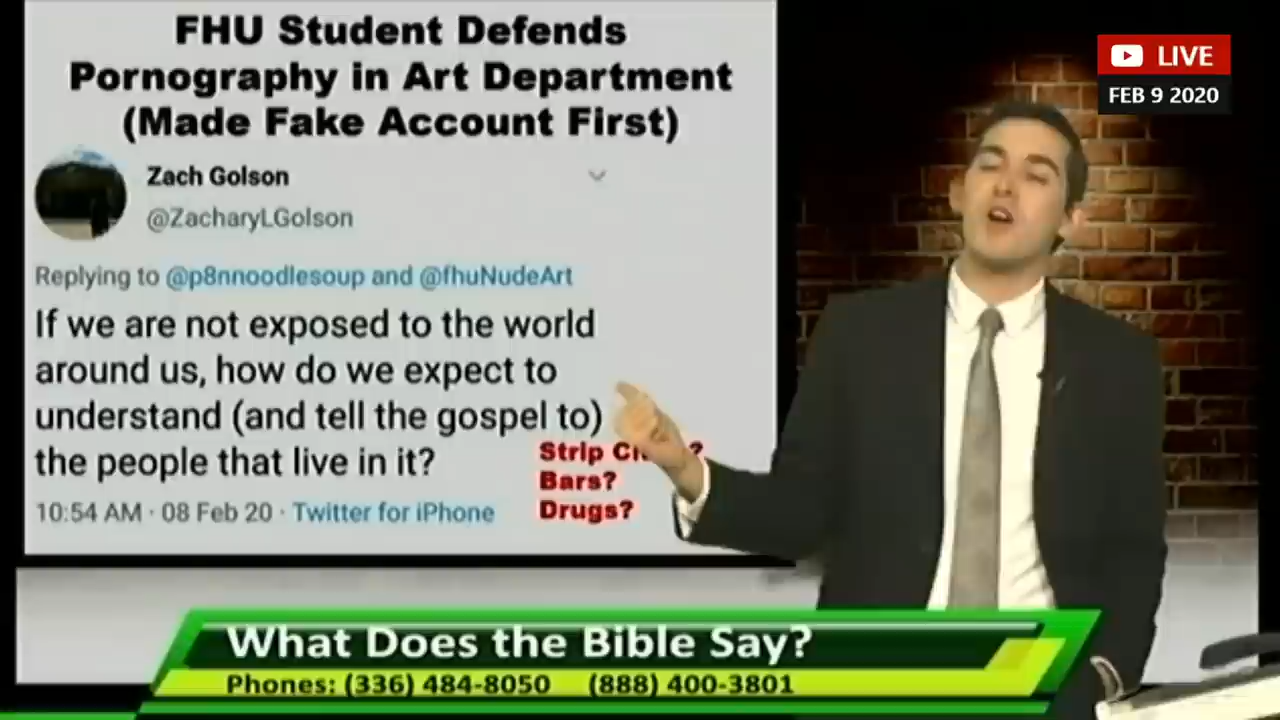 FHU Student Defends
Pornography in Art Department
(Made Fake Account First)
Zach Golson
@ZacharyLGolson
Replying to @p8nnoodlesoup and @fhuNudeArt
If we are not exposed to the world
around us, how do we expect to
understand (and tell the gospel to)
the people that live in it?
10:54 AM · 08 Feb 20 · Twitter for iPhone
Strip
Bars?
Drugs?
LIVE
FEB 9 2020
What Does the Bible Say?
Phones: (336) 484-8050 (888) 400-3801